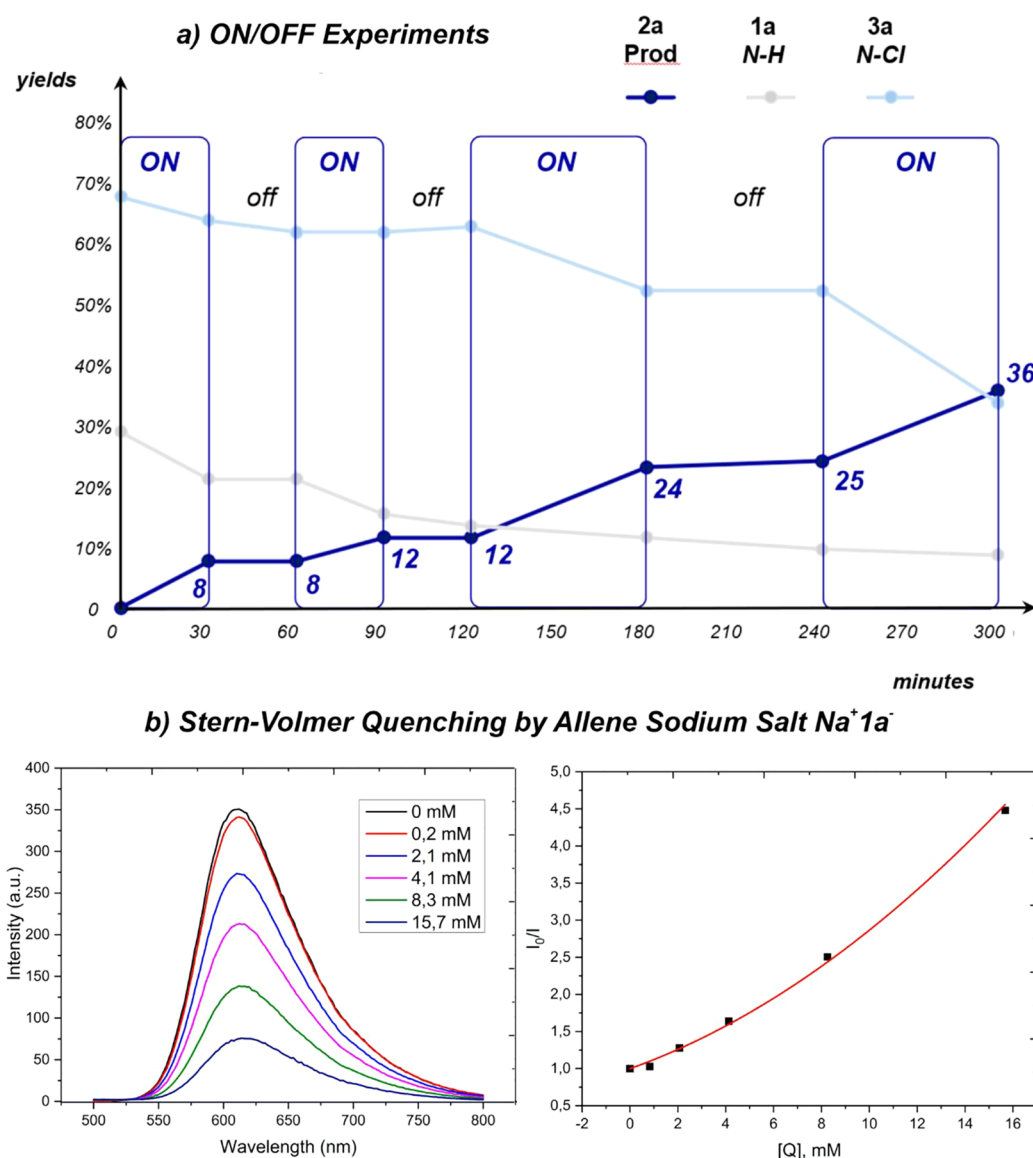 a) ON/OFF Experiments
2a 1a 3a
Prod N-H N-Cl
yields
80%
70%
60%
50%
40%
30%
20%
10%
0
ON off ON off ON off ON
8 8 12 12 24 25 36
0 30 60 90 120 150 180 210 240 270 300
minutes
b) Stern-Volmer Quenching by Allene Sodium Salt Na⁺1a⁻
400
350
300
250
200
150
100
50
0
Intensity (a.u.)
0 mM
0,2 mM
2,1 mM
4,1 mM
8,3 mM
15,7 mM
500 550 600 650 700 750 800
Wavelength (nm)
5,0
4,5
4,0
3,5
3,0
2,5
2,0
1,5
1,0
0,5
I₀/I
-2 0 2 4 6 8 10 12 14 16
[Q], mM